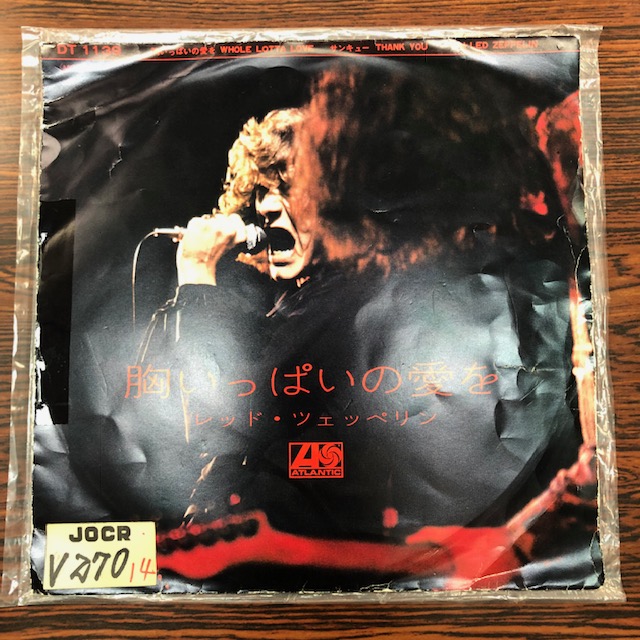 DT 1139 胸いっぱいの愛を WHOLE LOTTA LOVE サンキュー THANK YOU LED ZEPPELIN
胸いっぱいの愛を
レッド・ツェッペリン
ATLANTIC
JOCR
V270 14